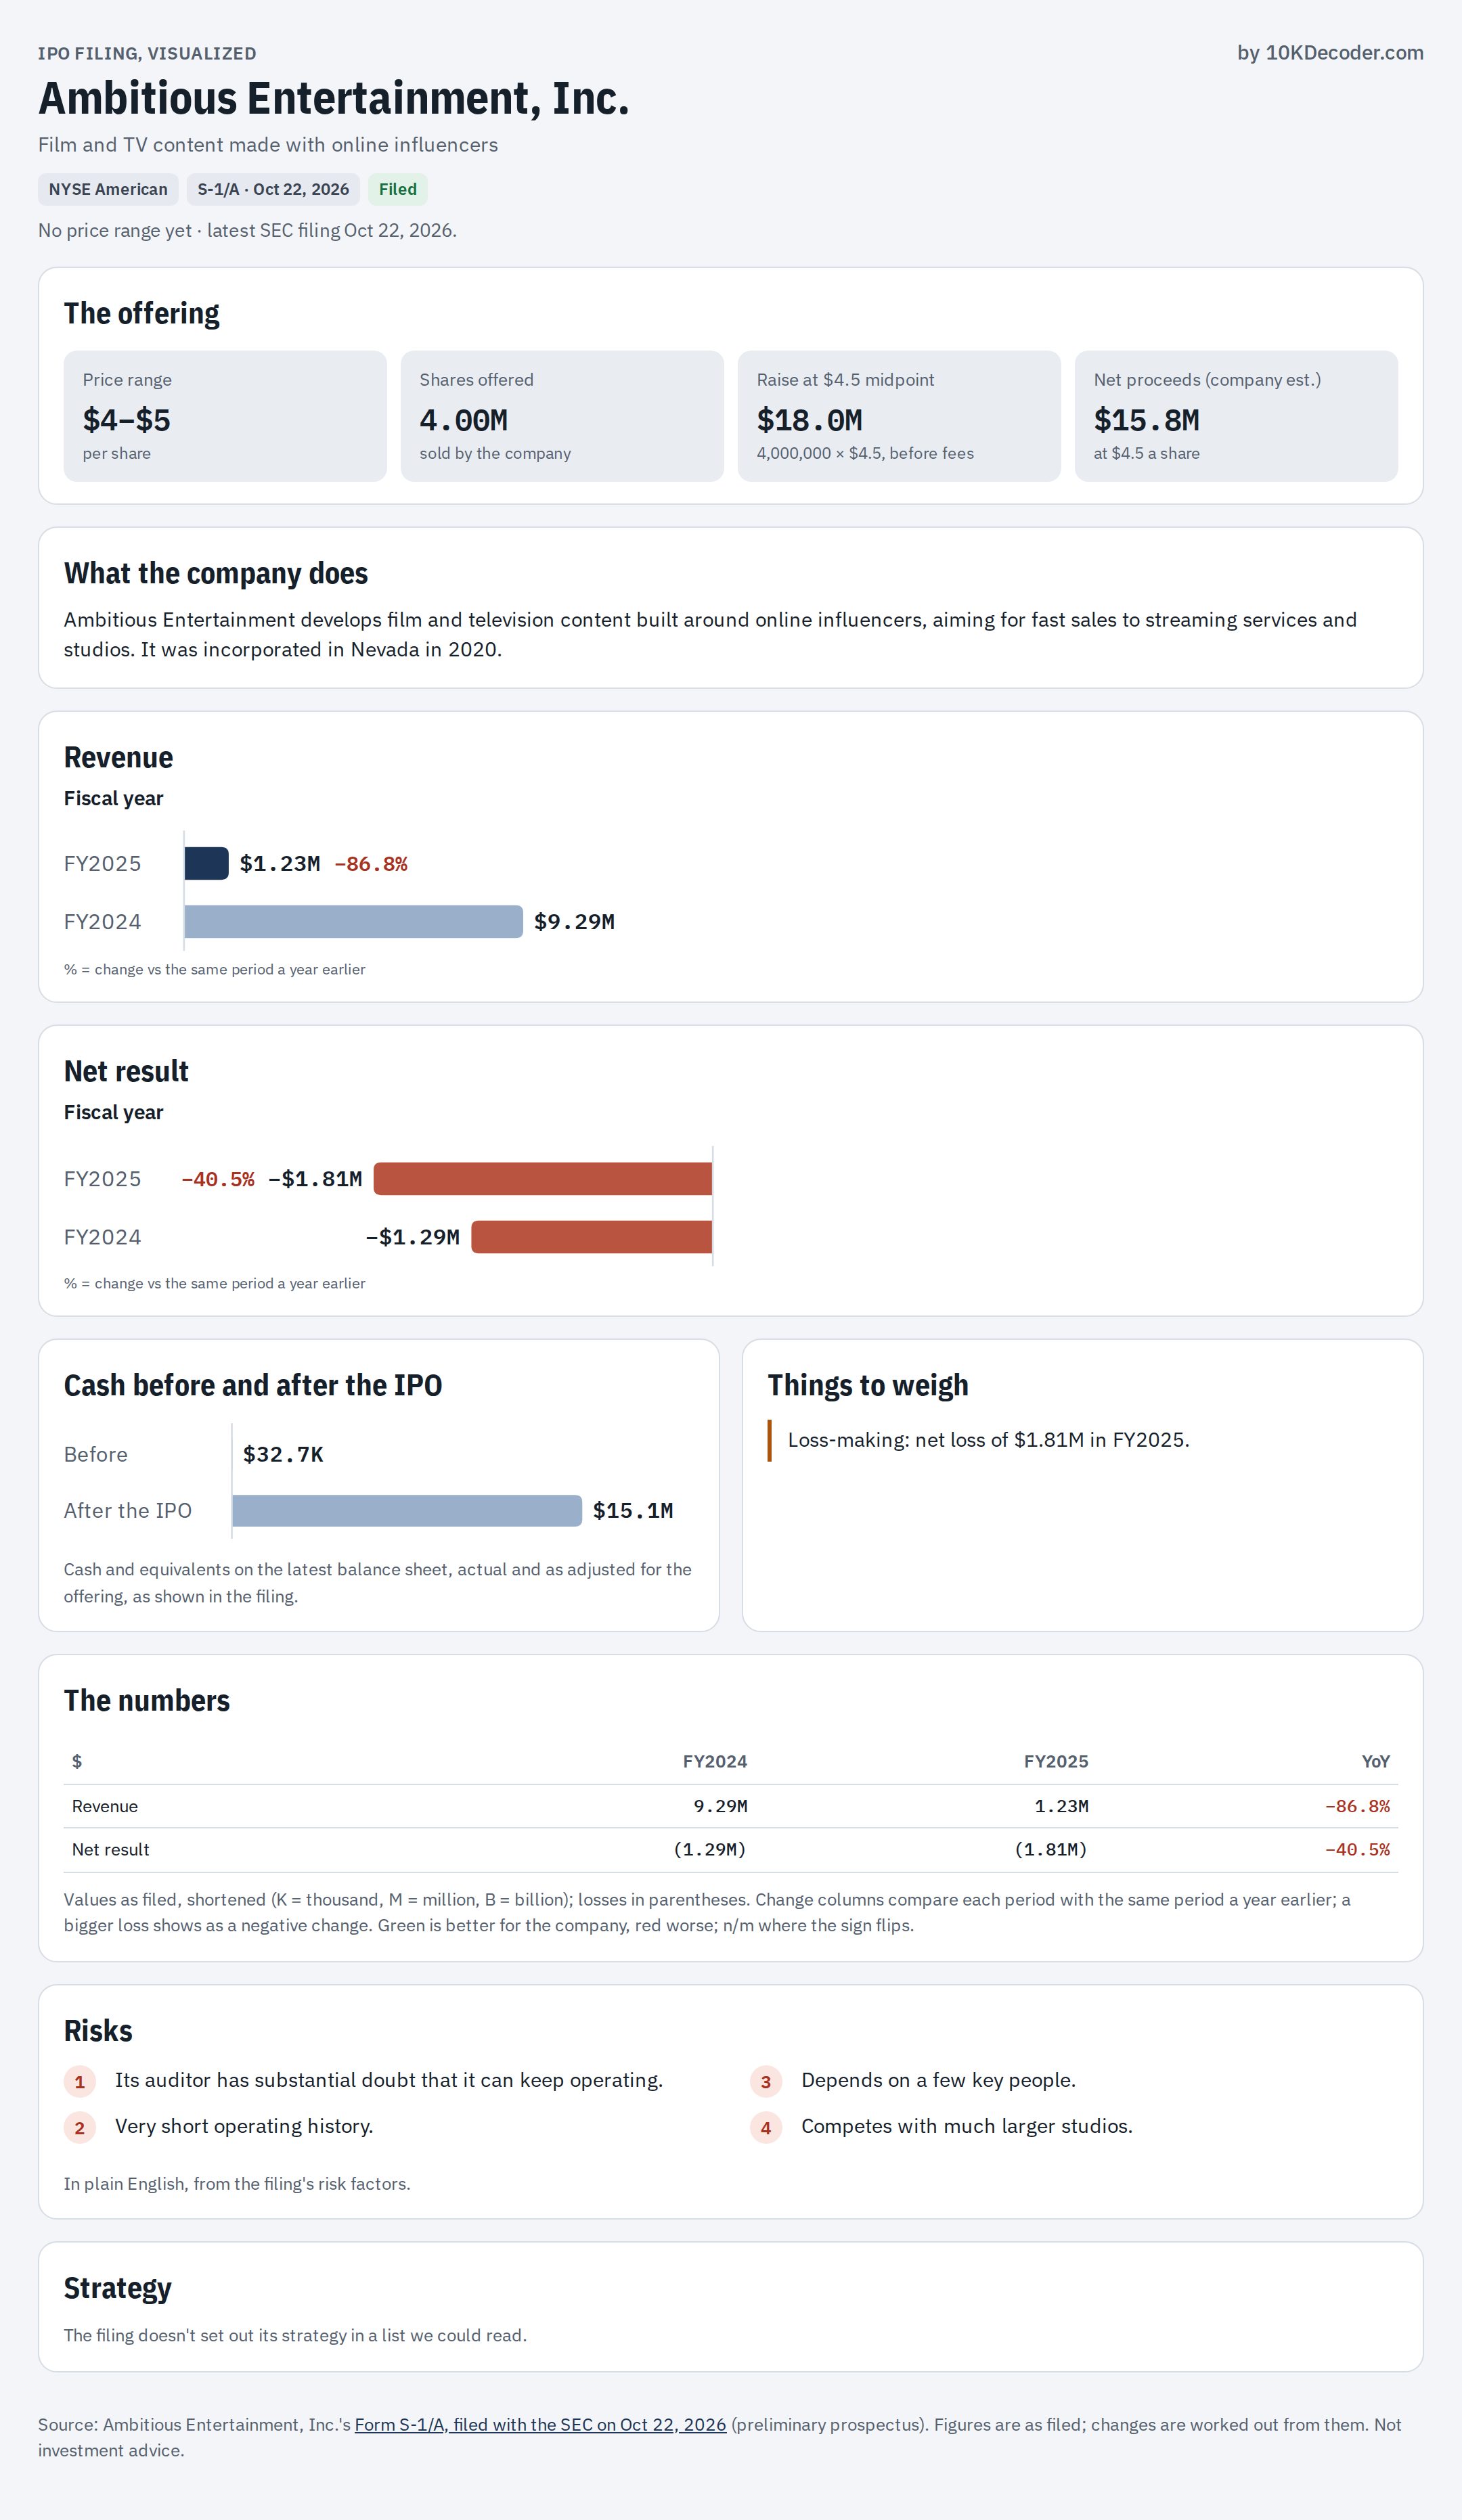 IPO FILING, VISUALIZED
by 10KDecoder.com
Ambitious Entertainment, Inc.
Film and TV content made with online influencers
NYSE American
S-1/A · Oct 22, 2026
Filed
No price range yet · latest SEC filing Oct 22, 2026.
The offering
Price range
$4–$5
per share
Shares offered
4.00M
sold by the company
Raise at $4.5 midpoint
$18.0M
4,000,000 × $4.5, before fees
Net proceeds (company est.)
$15.8M
at $4.5 a share
What the company does
Ambitious Entertainment develops film and television content built around online influencers, aiming for fast sales to streaming services and
studios. It was incorporated in Nevada in 2020.
Revenue
Fiscal year
FY2025 $1.23M −86.8%
FY2024 $9.29M
% = change vs the same period a year earlier
Net result
Fiscal year
FY2025 −40.5% −$1.81M
FY2024 −$1.29M
% = change vs the same period a year earlier
Cash before and after the IPO
Before $32.7K
After the IPO $15.1M
Cash and equivalents on the latest balance sheet, actual and as adjusted for the
offering, as shown in the filing.
Things to weigh
Loss-making: net loss of $1.81M in FY2025.
The numbers
$ FY2024 FY2025 YoY
Revenue 9.29M 1.23M −86.8%
Net result (1.29M) (1.81M) −40.5%
Values as filed, shortened (K = thousand, M = million, B = billion); losses in parentheses. Change columns compare each period with the same period a year earlier; a
bigger loss shows as a negative change. Green is better for the company, red worse; n/m where the sign flips.
Risks
1 Its auditor has substantial doubt that it can keep operating.
2 Very short operating history.
3 Depends on a few key people.
4 Competes with much larger studios.
In plain English, from the filing's risk factors.
Strategy
The filing doesn't set out its strategy in a list we could read.
Source: Ambitious Entertainment, Inc.'s Form S-1/A, filed with the SEC on Oct 22, 2026 (preliminary prospectus). Figures are as filed; changes are worked out from them. Not
investment advice.